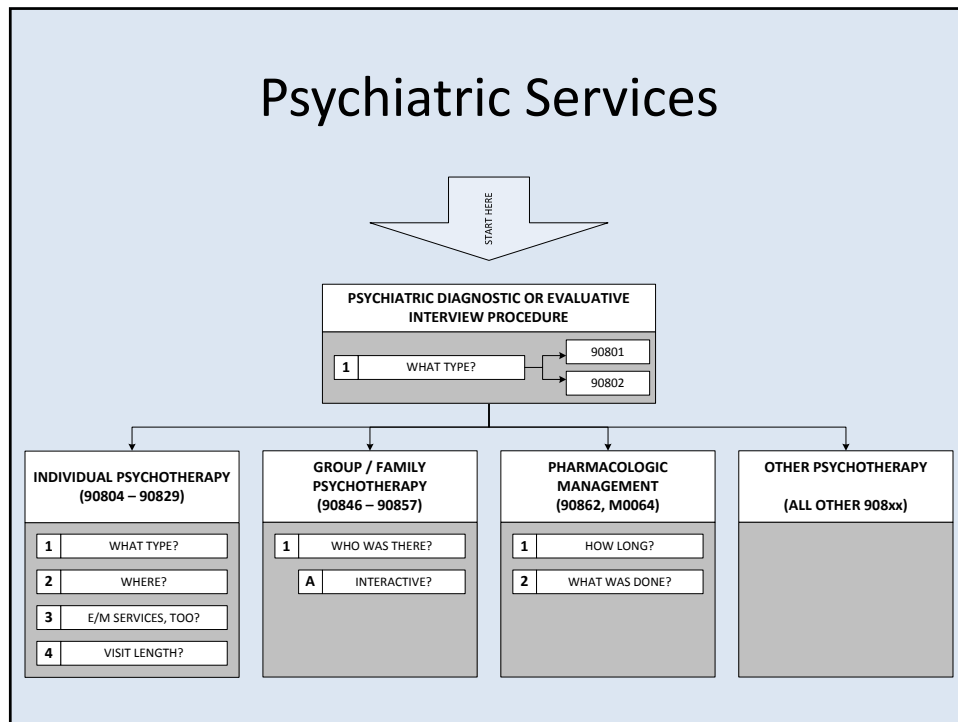 Psychiatric Services
START HERE
PSYCHIATRIC DIAGNOSTIC OR EVALUATIVE
INTERVIEW PROCEDURE
1 WHAT TYPE?
90801
90802
INDIVIDUAL PSYCHOTHERAPY
(90804 – 90829)
1 WHAT TYPE?
2 WHERE?
3 E/M SERVICES, TOO?
4 VISIT LENGTH?
GROUP / FAMILY
PSYCHOTHERAPY
(90846 – 90857)
1 WHO WAS THERE?
A INTERACTIVE?
PHARMACOLOGIC
MANAGEMENT
(90862, M0064)
1 HOW LONG?
2 WHAT WAS DONE?
OTHER PSYCHOTHERAPY
(ALL OTHER 908xx)